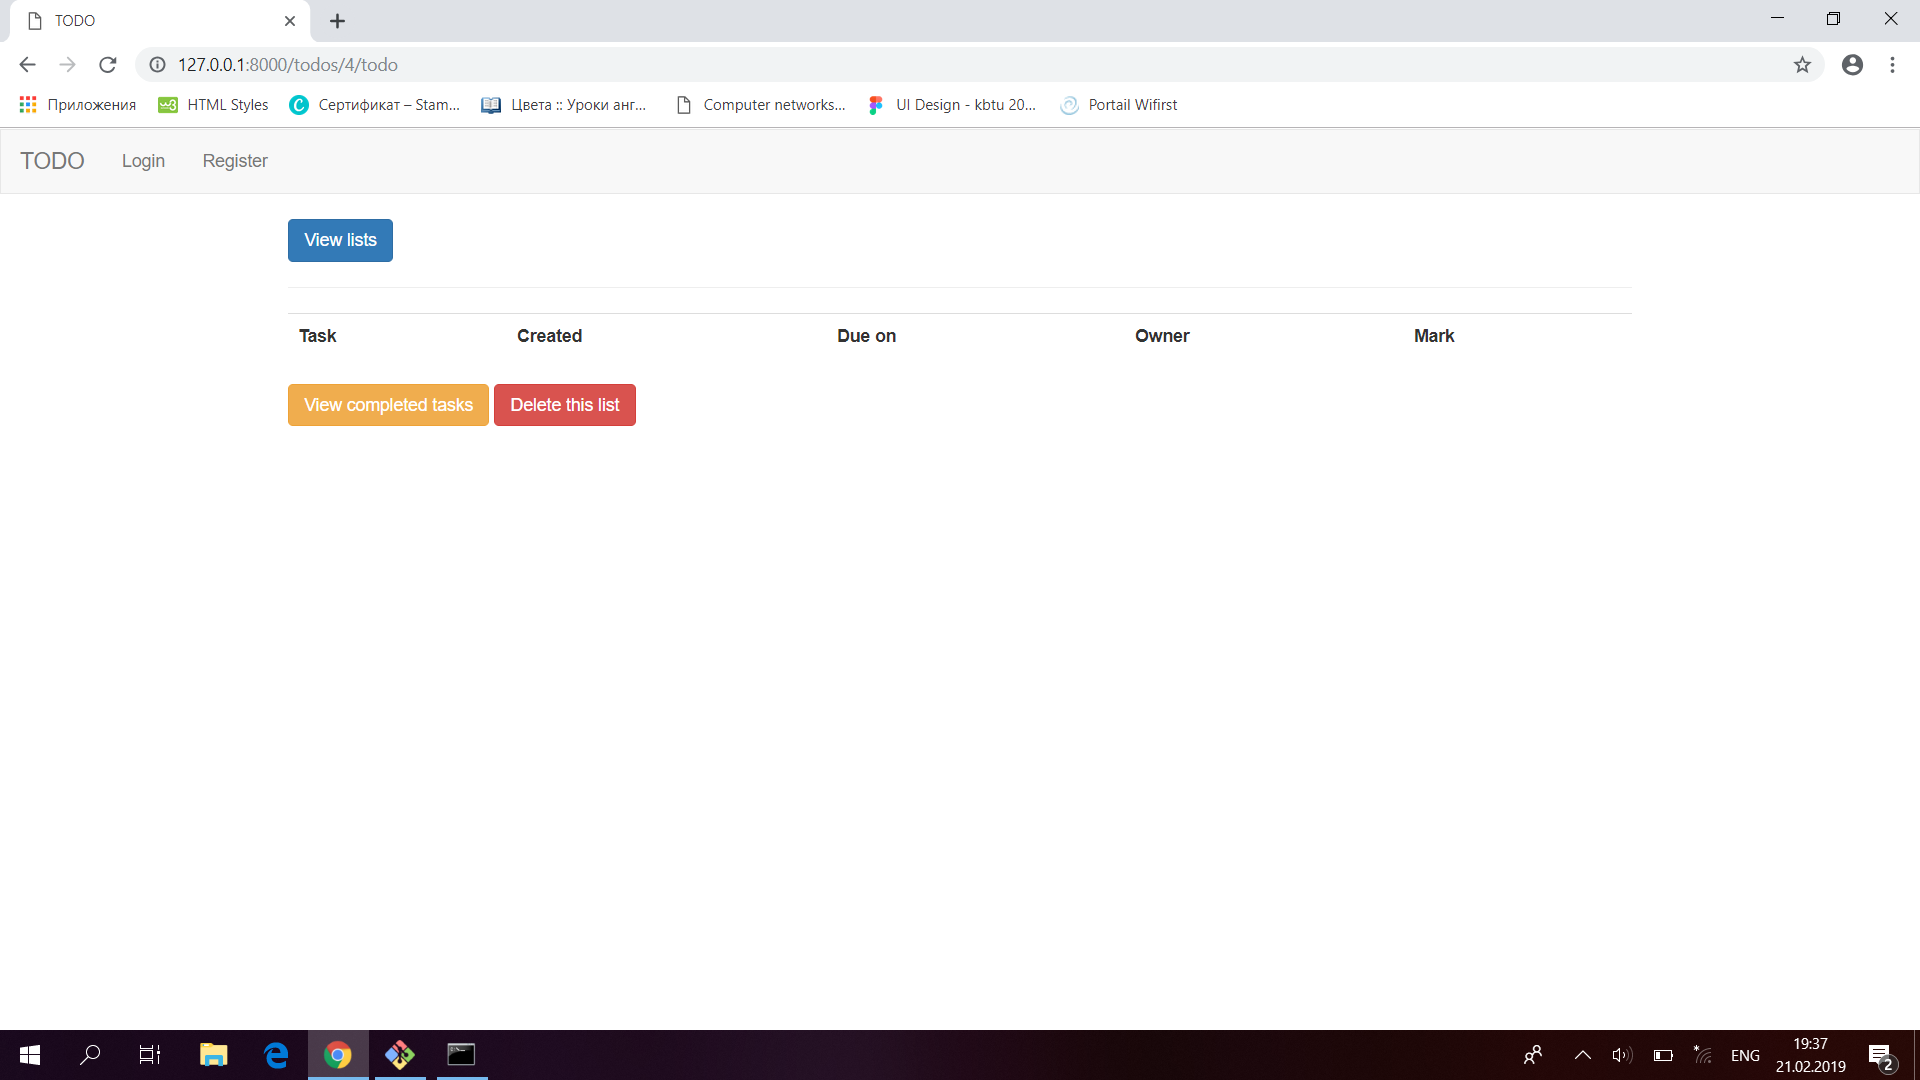 TODO
127.0.0.1:8000/todos/4/todo
Приложения HTML Styles Сертификат – Stam... Цвета :: Уроки анг... Computer networks... UI Design - kbtu 20... Portail Wifirst
TODO Login Register
View lists
Task Created Due on Owner Mark
View completed tasks Delete this list
ENG 19:37
21.02.2019
2